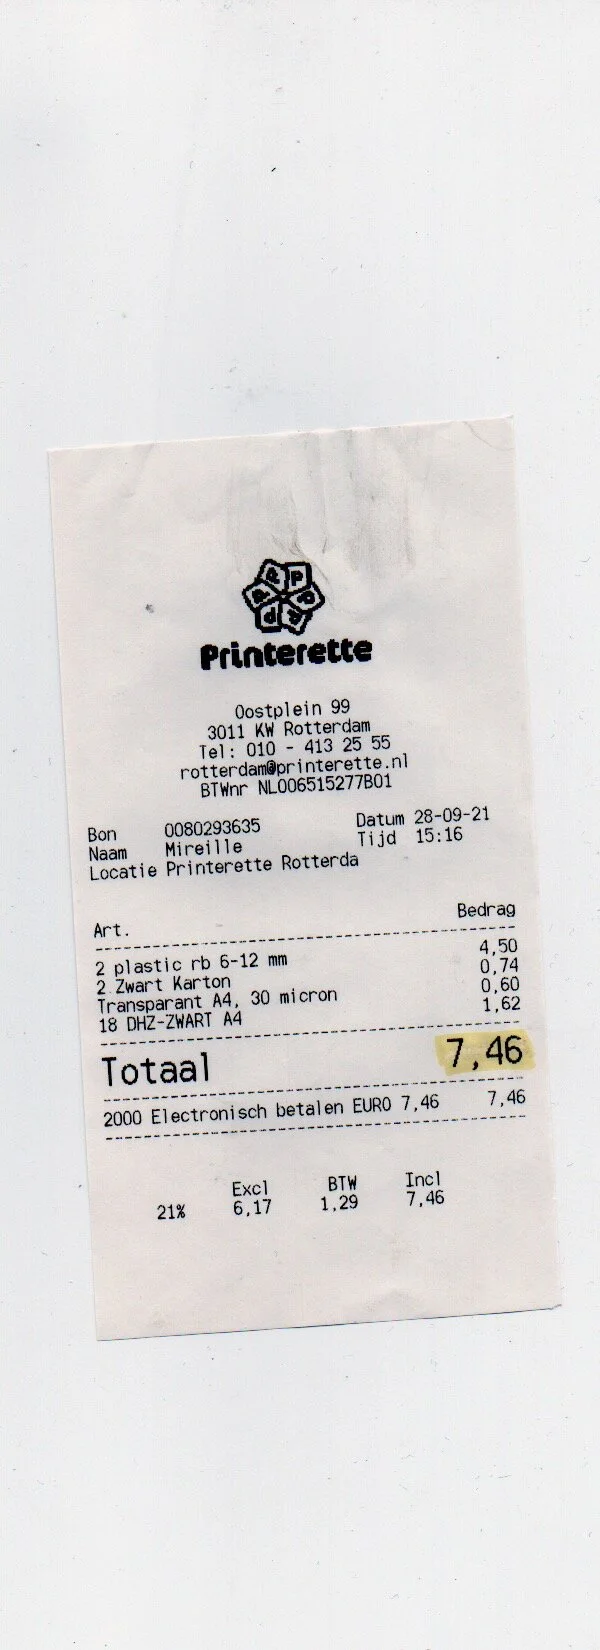 Printerette
Oostplein 99
3011 KW Rotterdam
Tel: 010 - 413 25 55
rotterdam@printerette.nl
BTWnr NL006515277B01
Bon 0080293635 Datum 28-09-21
Naam Mireille Tijd 15:16
Locatie Printerette Rotterda
Art. Bedrag
2 plastic rb 6-12 mm 4,50
2 Zwart Karton 0,74
Transparant A4, 30 micron 0,60
18 DHZ-ZWART A4 1,62
Totaal 7,46
2000 Electronisch betalen EURO 7,46 7,46
Excl BTW Incl
21% 6,17 1,29 7,46